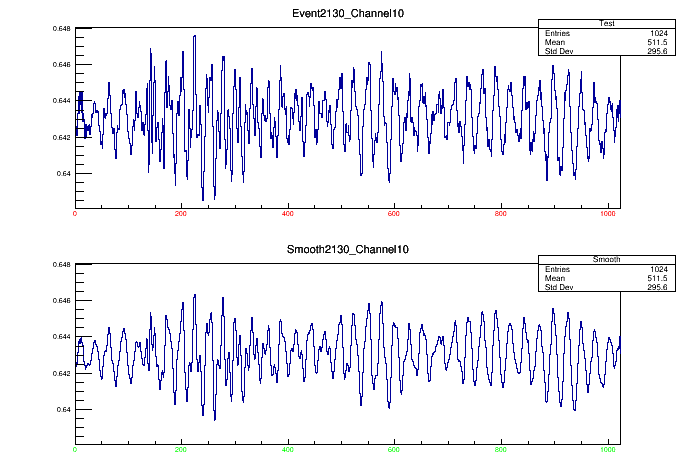 Event2130_Channel10
Test
Entries 1024
Mean 511.5
Std Dev 295.6
0.648
0.646
0.644
0.642
0.64
0 200 400 600 800 1000
Smooth2130_Channel10
Smooth
Entries 1024
Mean 511.5
Std Dev 295.6
0.648
0.646
0.644
0.642
0.64
0 200 400 600 800 1000